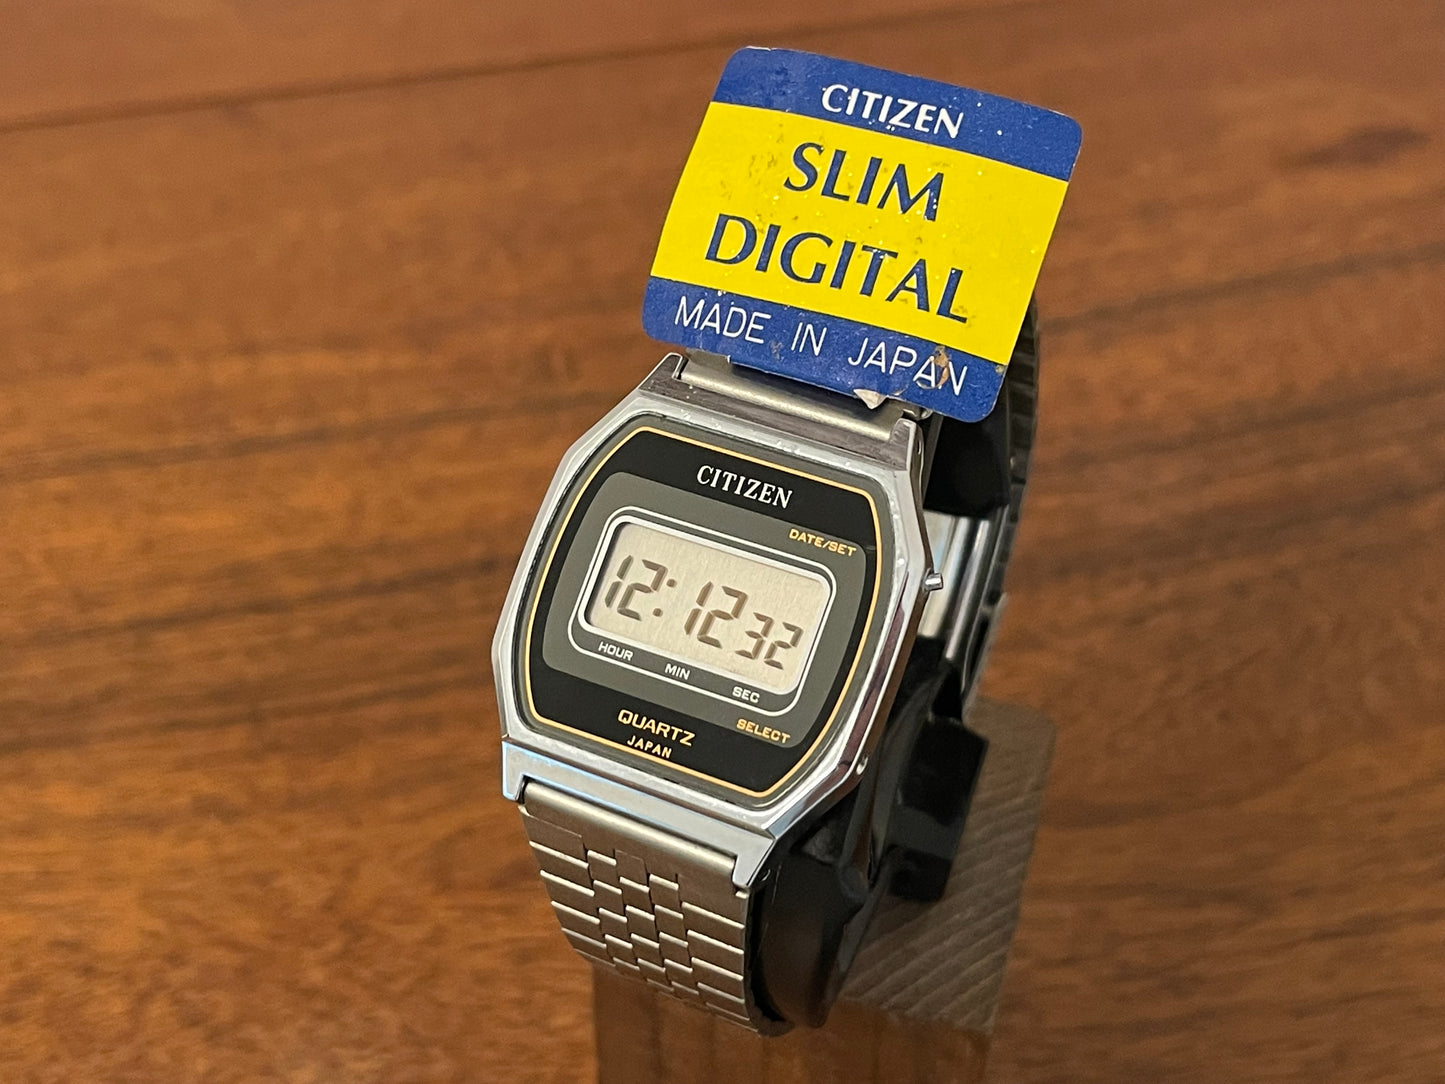 CITIZEN
SLIM
DIGITAL
MADE IN JAPAN
CITIZEN
DATE/SET
12:12 32
HOUR MIN SEC
QUARTZ SELECT
JAPAN